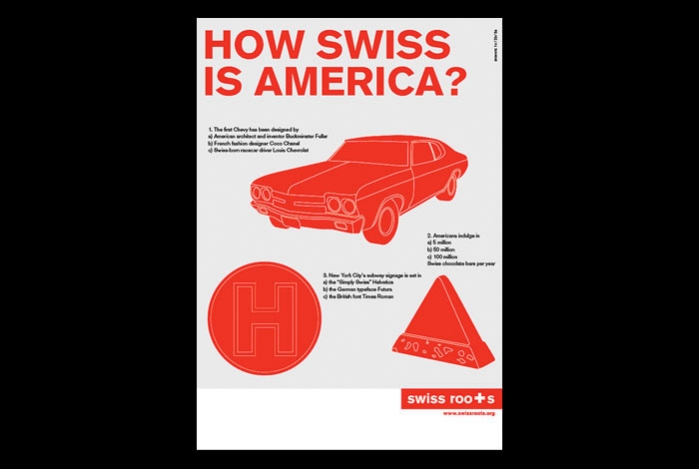 HOW SWISS
IS AMERICA?
1. The first Chevy has been designed by
a) American architect and inventor Buckminster Fuller
b) French fashion designer Coco Chanel
c) Swiss-born racecar driver Louis Chevrolet
2. Americans indulge in
a) 5 million
b) 50 million
c) 100 million
Swiss chocolate bars per year
3. New York City's subway signage is set in
a) the "Simply Swiss" Helvetica
b) the German typeface Futura
c) the British font Times Roman
H
swiss roo+s
www.swissroots.org